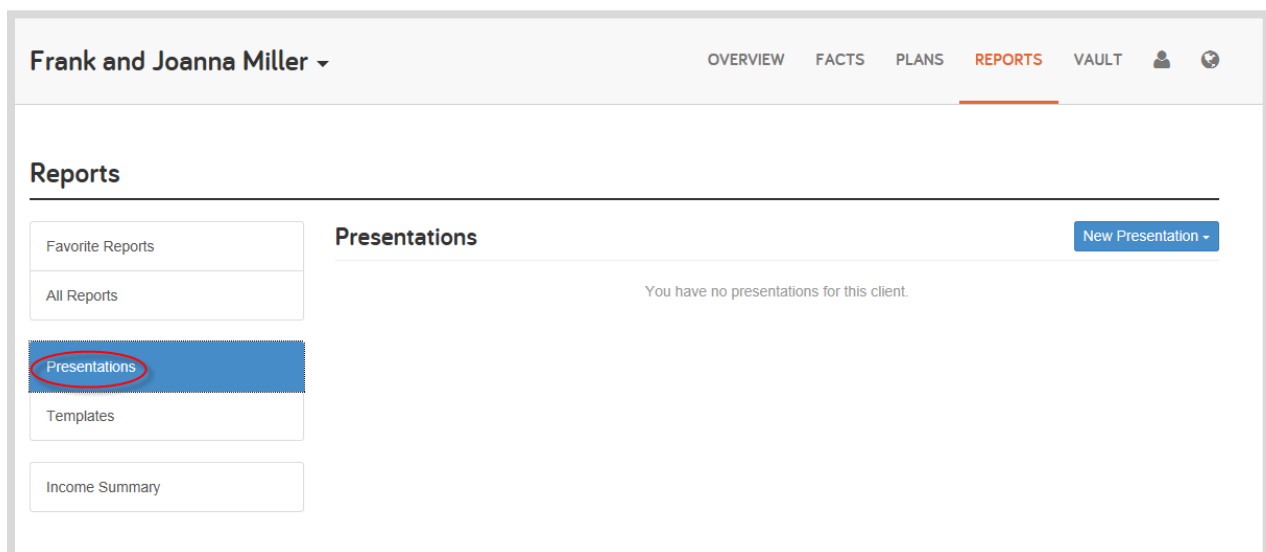 Frank and Joanna Miller
OVERVIEW FACTS PLANS REPORTS VAULT
Reports
Favorite Reports
All Reports
Presentations
Templates
Income Summary
Presentations
New Presentation
You have no presentations for this client.